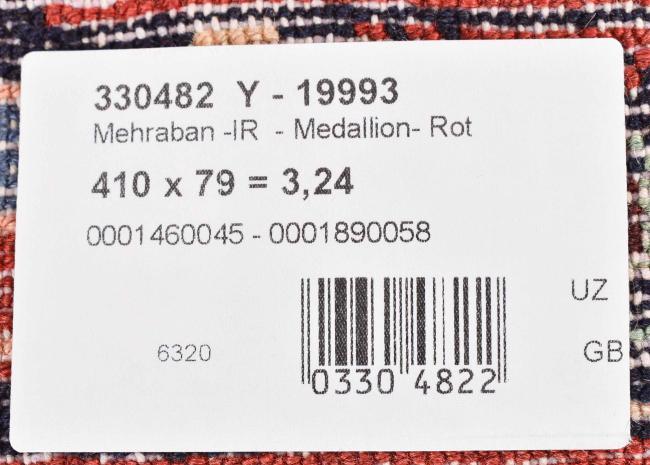 330482 Y - 19993
Mehraban -IR - Medallion- Rot
410 x 79 = 3,24
0001460045 - 0001890058
UZ
6320
GB
0330 4822